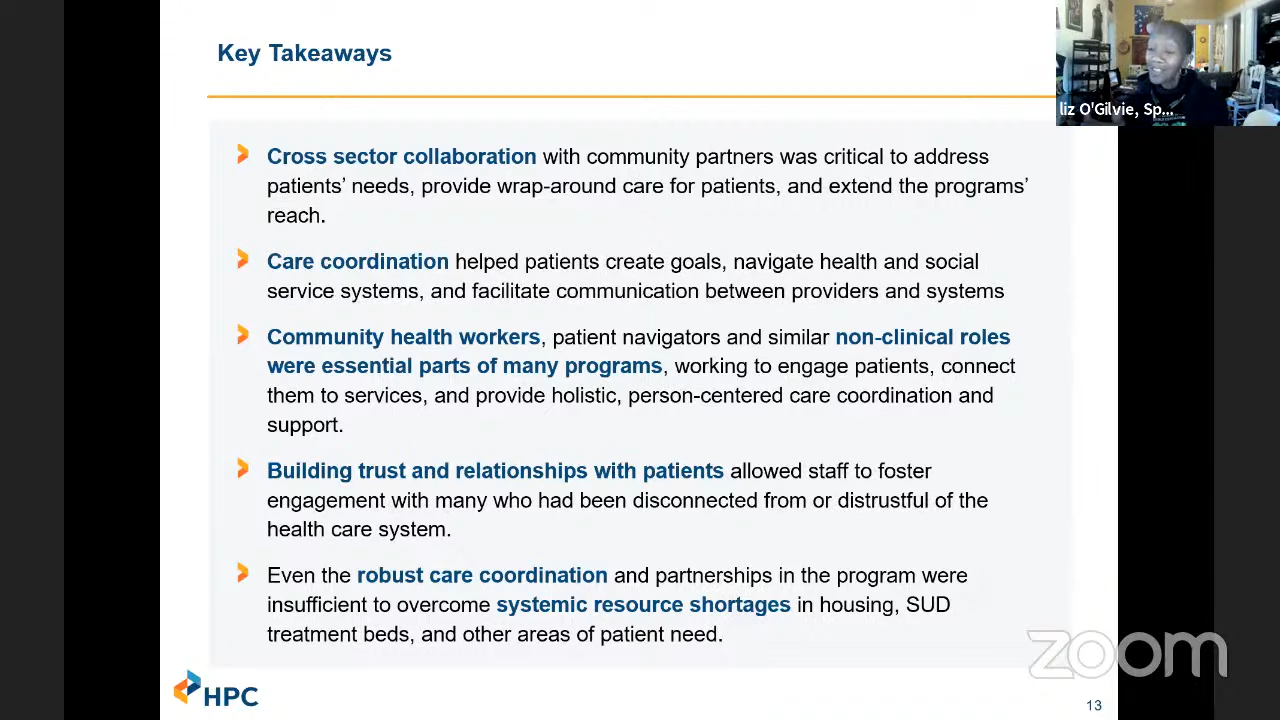 Key Takeaways
liz O'Gilvie, Sp...
Cross sector collaboration with community partners was critical to address
patients' needs, provide wrap-around care for patients, and extend the programs'
reach.
Care coordination helped patients create goals, navigate health and social
service systems, and facilitate communication between providers and systems
Community health workers, patient navigators and similar non-clinical roles
were essential parts of many programs, working to engage patients, connect
them to services, and provide holistic, person-centered care coordination and
support.
Building trust and relationships with patients allowed staff to foster
engagement with many who had been disconnected from or distrustful of the
health care system.
Even the robust care coordination and partnerships in the program were
insufficient to overcome systemic resource shortages in housing, SUD
treatment beds, and other areas of patient need.
zoom
HPC
13